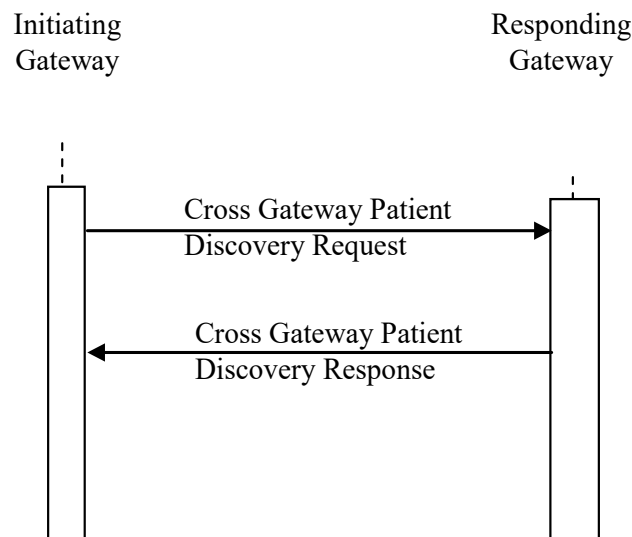 Initiating
Gateway
Responding
Gateway
Cross Gateway Patient
Discovery Request
Cross Gateway Patient
Discovery Response